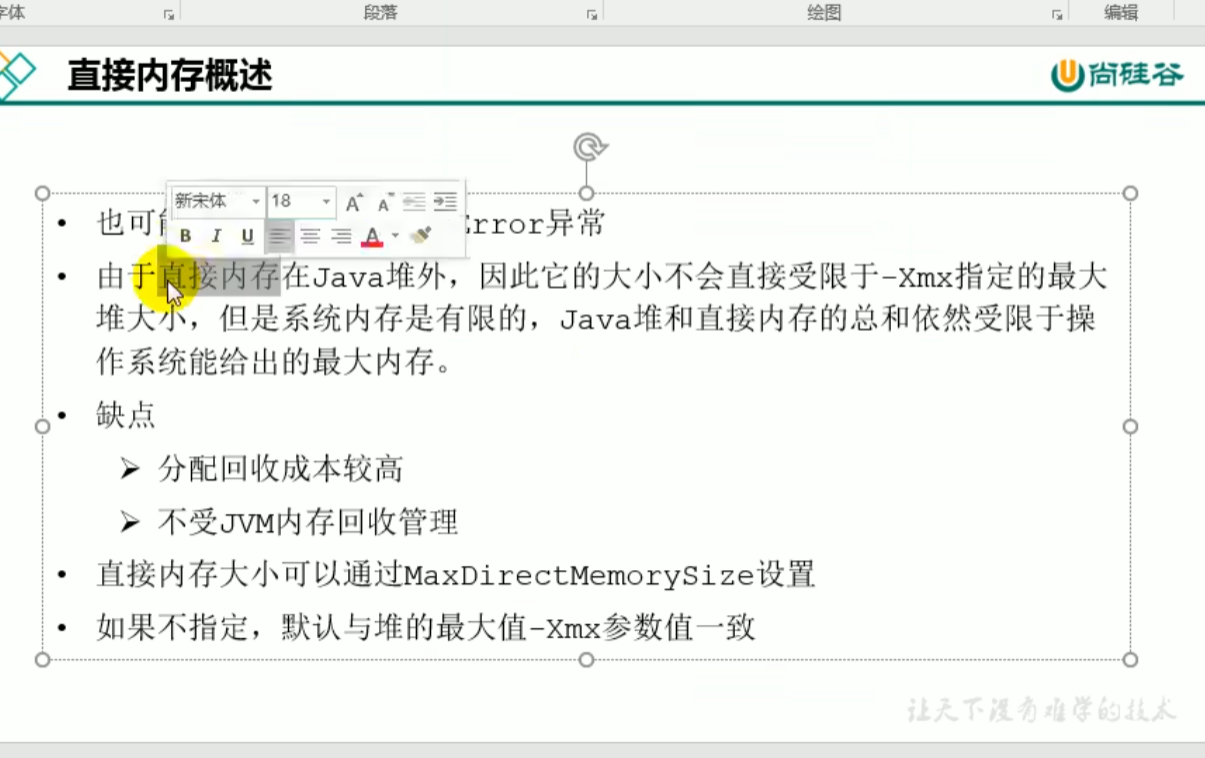 字体
段落
绘图
编辑
直接内存概述
尚硅谷
新宋体 18
B I U A
• 也可 Error异常
• 由于直接内存在Java堆外，因此它的大小不会直接受限于-Xmx指定的最大
堆大小，但是系统内存是有限的，Java堆和直接内存的总和依然受限于操
作系统能给出的最大内存。
• 缺点
➢ 分配回收成本较高
➢ 不受JVM内存回收管理
• 直接内存大小可以通过MaxDirectMemorySize设置
• 如果不指定，默认与堆的最大值-Xmx参数值一致
让天下没有难学的技术